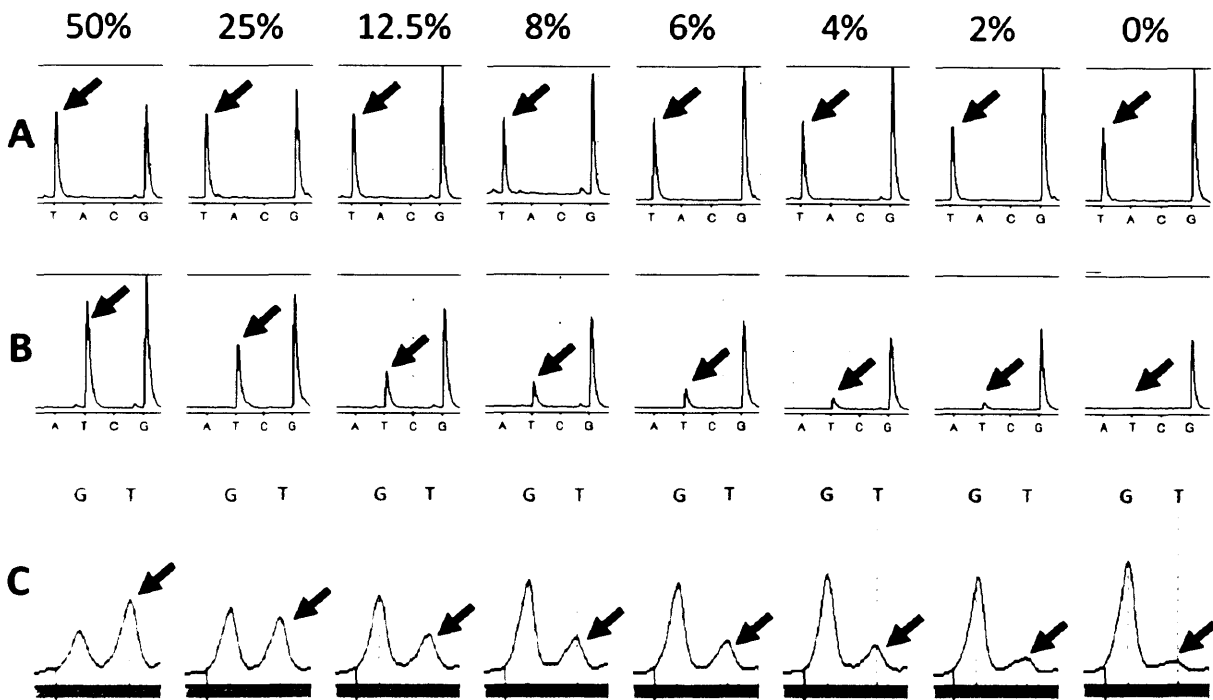 50% 25% 12.5% 8% 6% 4% 2% 0%
A
T A C G T A C G T A C G T A C G T A C G T A C G T A C G T A C G
B
A T C G A T C G A T C G A T C G A T C G A T C G A T C G A T C G
G T G T G T G T G T G T G T G T
C